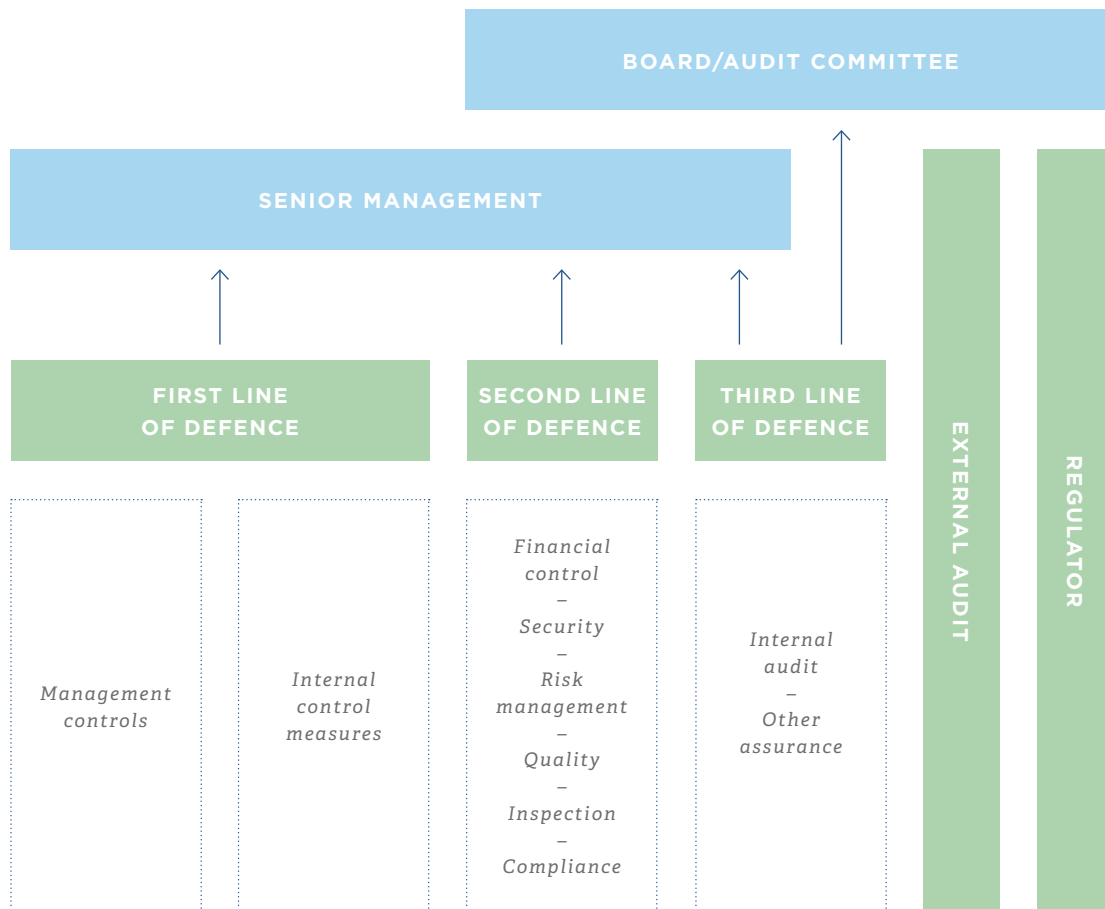 BOARD/AUDIT COMMITTEE
SENIOR MANAGEMENT
FIRST LINE
OF DEFENCE
SECOND LINE
OF DEFENCE
THIRD LINE
OF DEFENCE
Management
controls
Internal
control
measures
Financial
control
–
Security
–
Risk
management
–
Quality
–
Inspection
–
Compliance
Internal
audit
–
Other
assurance
EXTERNAL AUDIT
REGULATOR